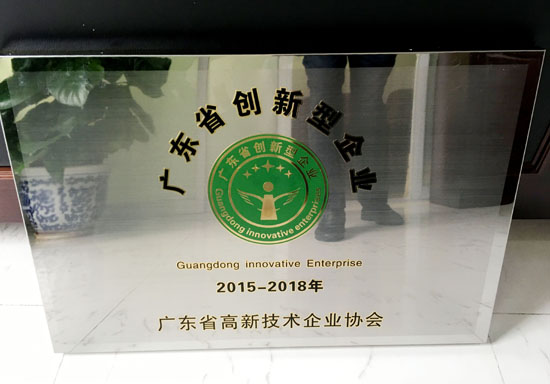 广东省创新型企业
广东省创新型企业
Guangdong innovative enterprise
Guangdong innovative Enterprise
2015-2018年
广东省高新技术企业协会